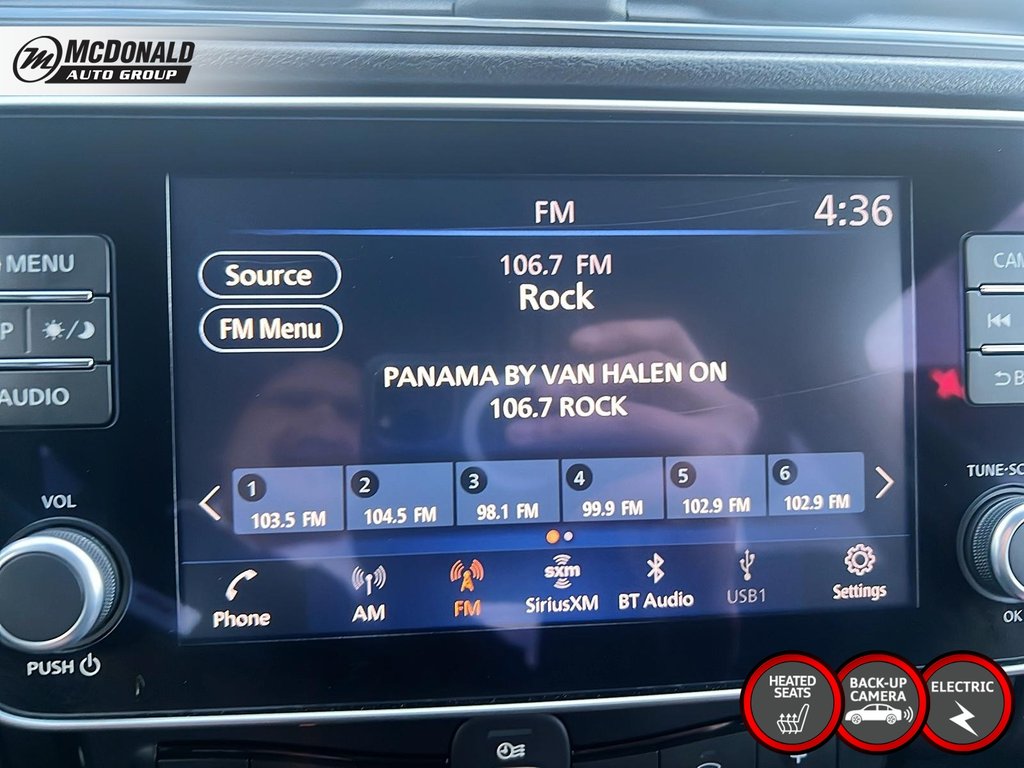 McDONALD
AUTO GROUP
FM
4:36
MENU
Source
106.7 FM
Rock
FM Menu
PANAMA BY VAN HALEN ON
106.7 ROCK
AUDIO
1
103.5 FM
2
104.5 FM
3
98.1 FM
4
99.9 FM
5
102.9 FM
6
102.9 FM
VOL
PUSH
Phone
AM
FM
sxm
SiriusXM
BT Audio
USB1
Settings
CAM
B
P
TUNE·SC
OK
HEATED
SEATS
BACK-UP
CAMERA
ELECTRIC